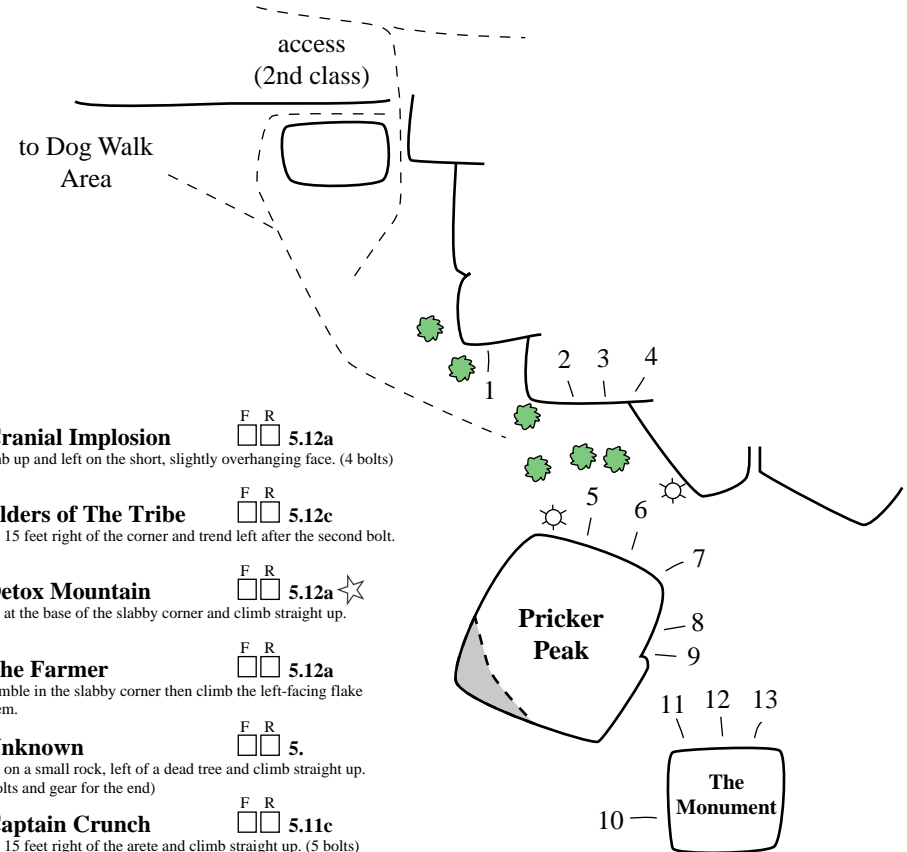 access
(2nd class)
to Dog Walk
Area
1
2 3 4
F R
Cranial Implosion 5.12a
b up and left on the short, slightly overhanging face. (4 bolts)
F R
lders of The Tribe 5.12c
15 feet right of the corner and trend left after the second bolt.
F R
Detox Mountain 5.12a
at the base of the slabby corner and climb straight up.
F R
he Farmer 5.12a
mble in the slabby corner then climb the left-facing flake
em.
F R
nknown 5.
on a small rock, left of a dead tree and climb straight up.
olts and gear for the end)
F R
Captain Crunch 5.11c
15 feet right of the arete and climb straight up. (5 bolts)
5
6
7
8
9
Pricker
Peak
11 12 13
The
Monument
10